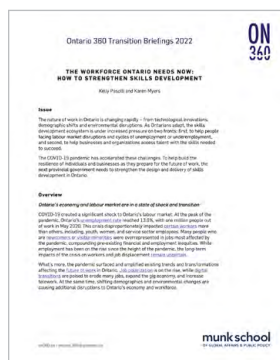 Ontario 360 Transition Briefings 2022
ON
360
THE WORKFORCE ONTARIO NEEDS NOW:
HOW TO STRENGTHEN SKILLS DEVELOPMENT
and Karen Myers
Issue
The nature of work in Ontario is changing rapidly – from technological innovations,
demographic shifts and environmental disruptions. As Ontarians adapt, the skills
development ecosystem is under increased pressure on two fronts: first, to help people
facing labour market disruptions and cycles of unemployment or underemployment,
and second, to help businesses and organizations access talent with the skills needed
to succeed.
The COVID-19 pandemic has accelerated these challenges. To help build the
resilience of individuals and businesses as they prepare for the future of work, the
next provincial government needs to strengthen the design and delivery of skills
development in Ontario.
Overview
Ontario's economy and labour market are in a state of shock and transition
COVID-19 created a significant shock to Ontario's labour market. At the peak of the
pandemic, Ontario's unemployment rate reached 13.5%, with one million people out
of work in May 2020. This crisis disproportionately impacted certain workers more
than others, including, youth, women, and service sector employees. Many people who
are newcomers or visible minorities were overrepresented in jobs most affected by
the pandemic, compounding pre-existing financial and employment inequities. While
employment has been on the rise since the height of the pandemic, the long-term
impacts of the crisis on workers and job displacement remain uncertain.
What's more, the pandemic surfaced and amplified existing trends and transformations
affecting the future of work in Ontario. Job polarization is on the rise, while digital
are poised to erode many jobs, expand the gig economy, and increase
telework. At the same time, shifting demographics and environmental changes are
causing additional disruptions to Ontario's economy and workforce.
munk school
OF GLOBAL AFFAIRS & PUBLIC POLICY